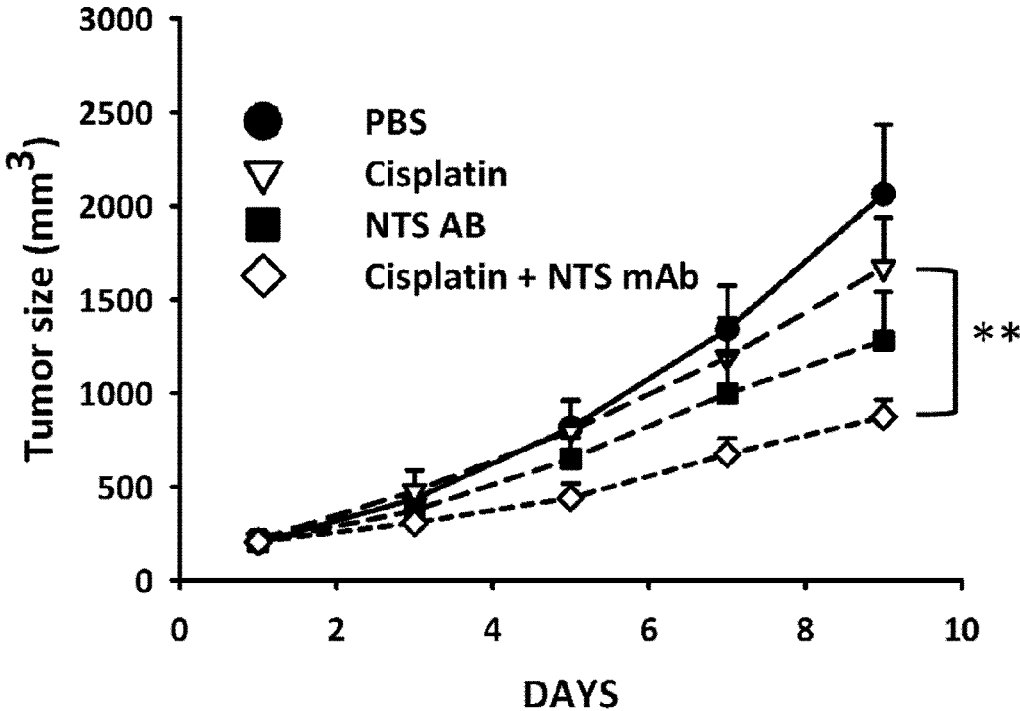 Tumor size (mm³)
3000
2500
2000
1500
1000
500
0
PBS
Cisplatin
NTS AB
Cisplatin + NTS mAb
**
0 2 4 6 8 10
DAYS